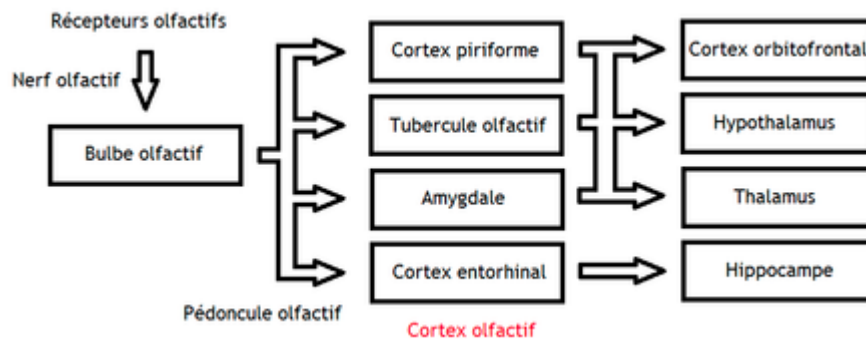 Récepteurs olfactifs
Nerf olfactif
Bulbe olfactif
Pédoncule olfactif
Cortex piriforme
Tubercule olfactif
Amygdale
Cortex entorhinal
Cortex olfactif
Cortex orbitofrontal
Hypothalamus
Thalamus
Hippocampe